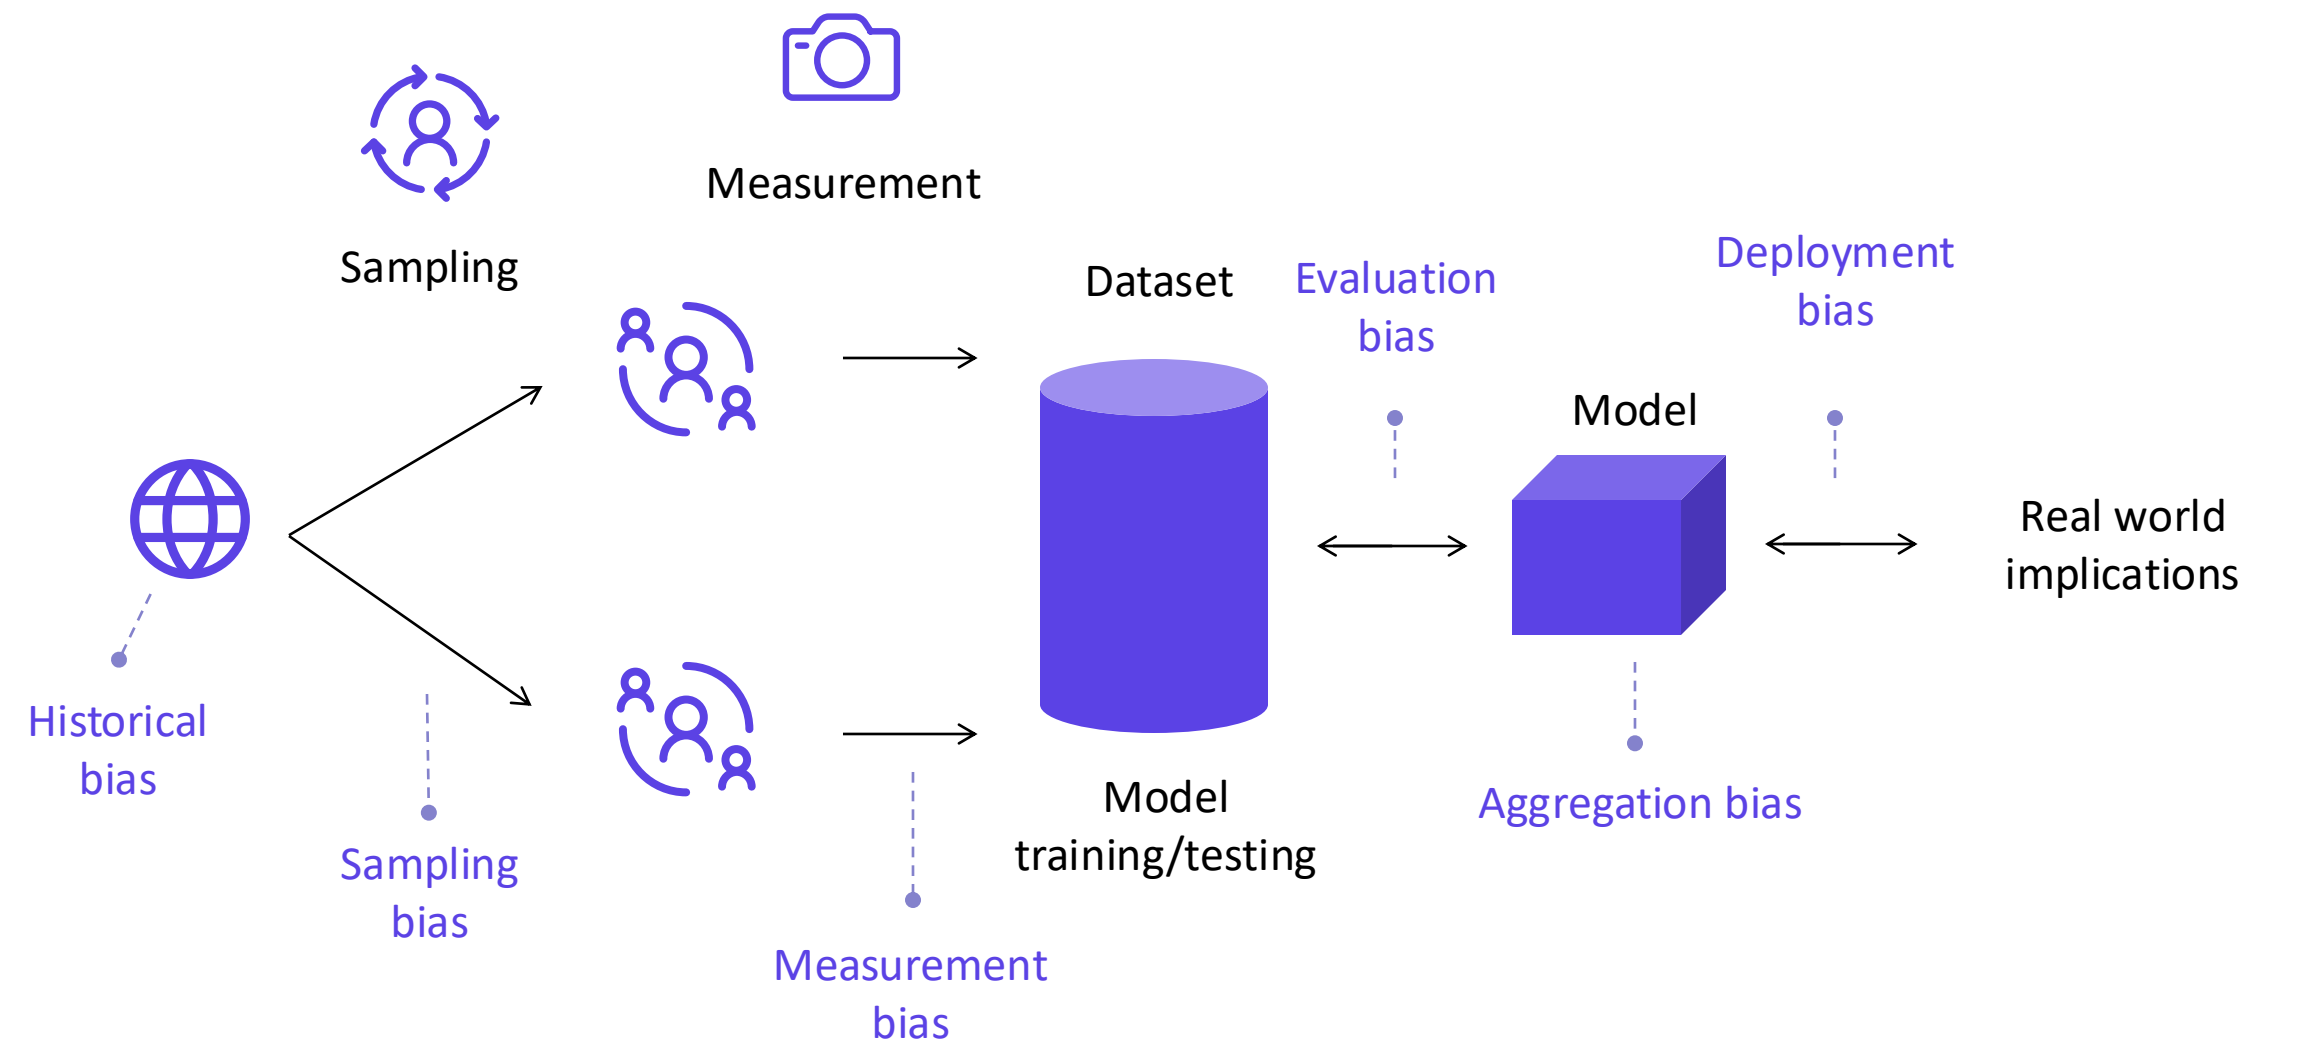 Measurement
Sampling
Dataset
Evaluation
bias
Deployment
bias
Model
Real world
implications
Historical
bias
Sampling
bias
Measurement
bias
Model
training/testing
Aggregation bias